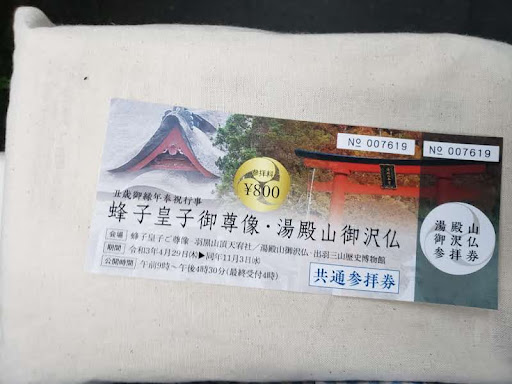 No 007619
No 007619
参拝料
¥800
丑歳御縁年奉祝行事
蜂子皇子御尊像・湯殿山御沢仏
会場 蜂子皇子ご尊像 羽黒山頂天宥社/湯殿山御沢仏 出羽三山歴史博物館
期間 令和3年4月29日(木)▶同年11月3日(水)
公開時間 午前9時～午後4時30分(最終受付4時)
共通参拝券
湯殿山
御沢仏
参拝券